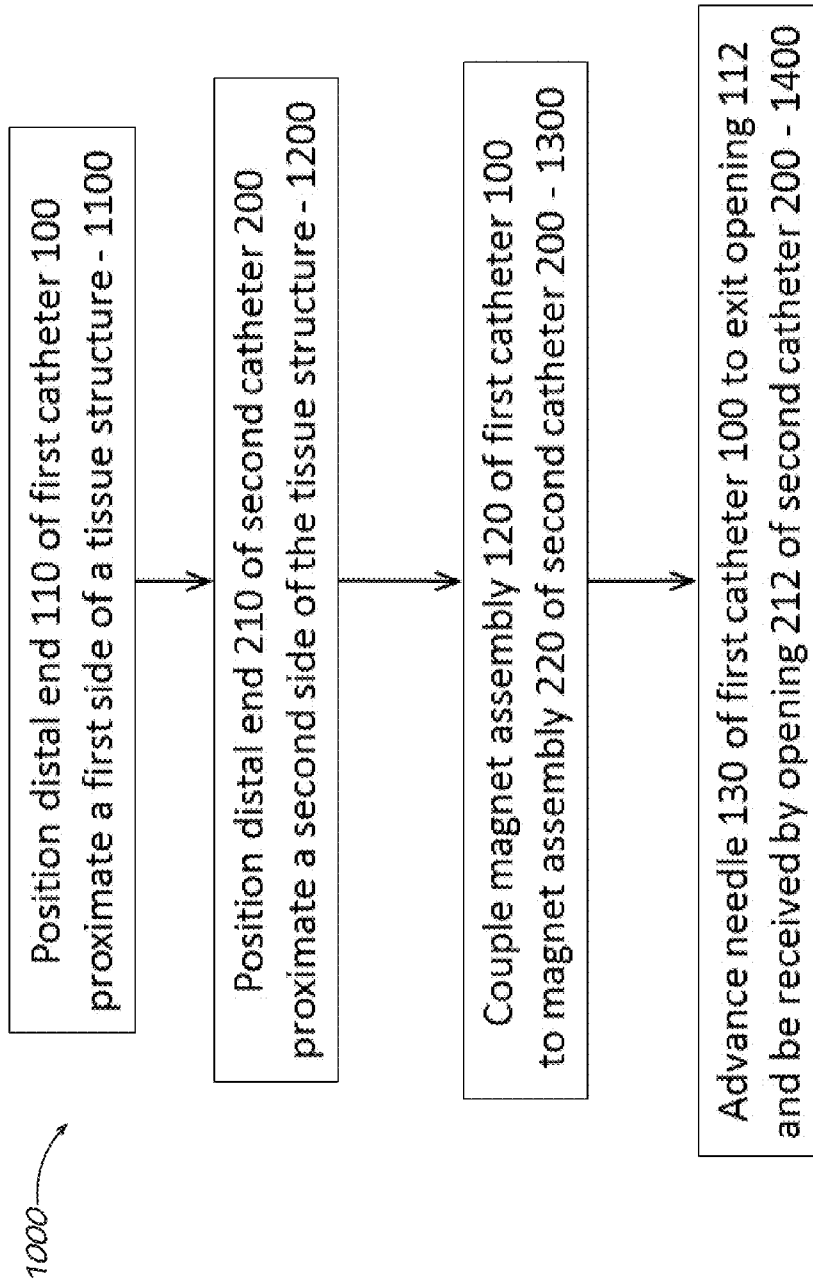 1000
Position distal end 110 of first catheter 100
proximate a first side of a tissue structure - 1100
Position distal end 210 of second catheter 200
proximate a second side of the tissue structure - 1200
Couple magnet assembly 120 of first catheter 100
to magnet assembly 220 of second catheter 200 - 1300
Advance needle 130 of first catheter 100 to exit opening 112
and be received by opening 212 of second catheter 200 - 1400